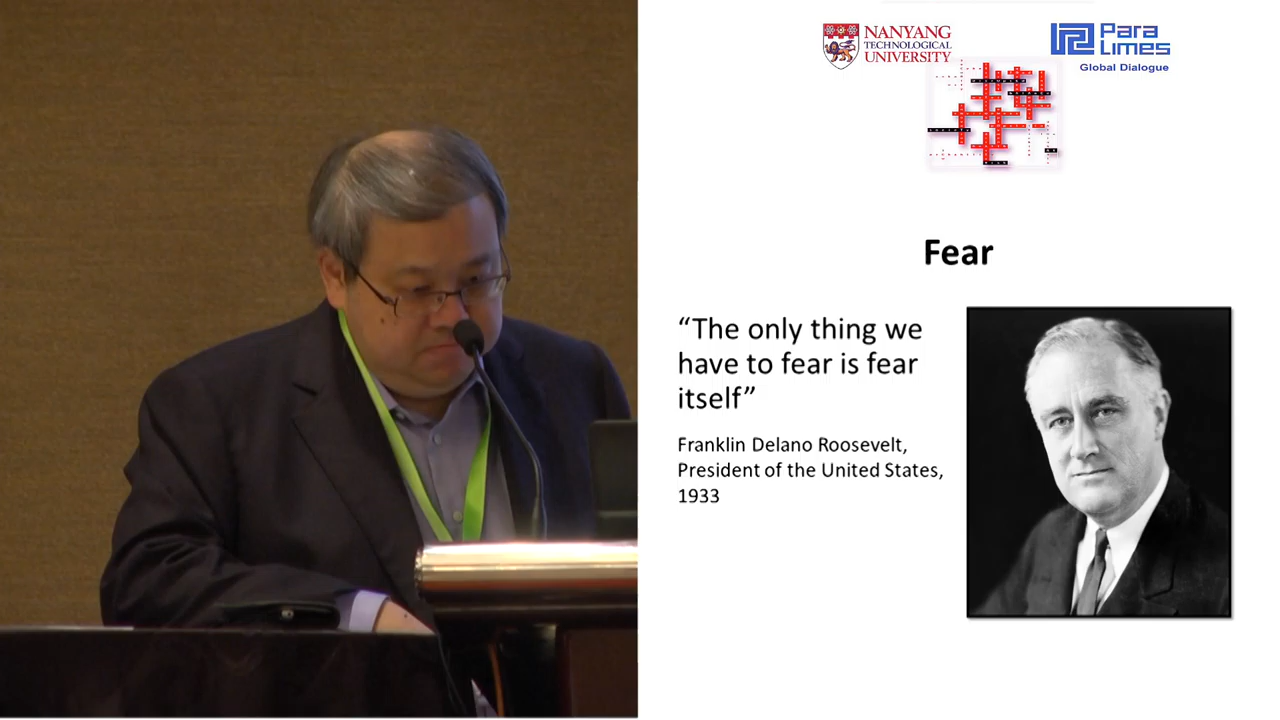 NANYANG
TECHNOLOGICAL
UNIVERSITY
Para
Limes
Global Dialogue
Fear
“The only thing we
have to fear is fear
itself”
Franklin Delano Roosevelt,
President of the United States,
1933